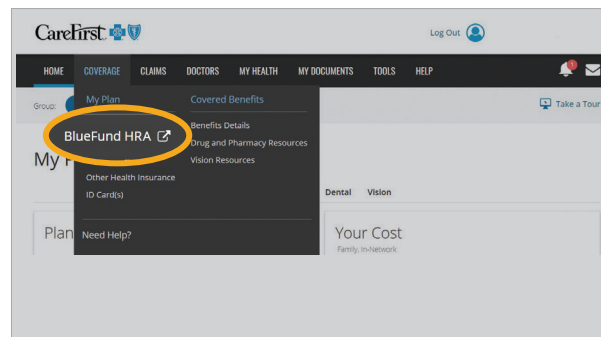 CareFirst
Log Out
HOME COVERAGE CLAIMS DOCTORS MY HEALTH MY DOCUMENTS TOOLS HELP
1
Group:
My Plan
Covered Benefits
Take a Tour
BlueFund HRA
Benefits Details
Drug and Pharmacy Resources
Vision Resources
My P
Other Health Insurance
ID Card(s)
Dental Vision
Plan
Need Help?
Your Cost
Family, In-Network